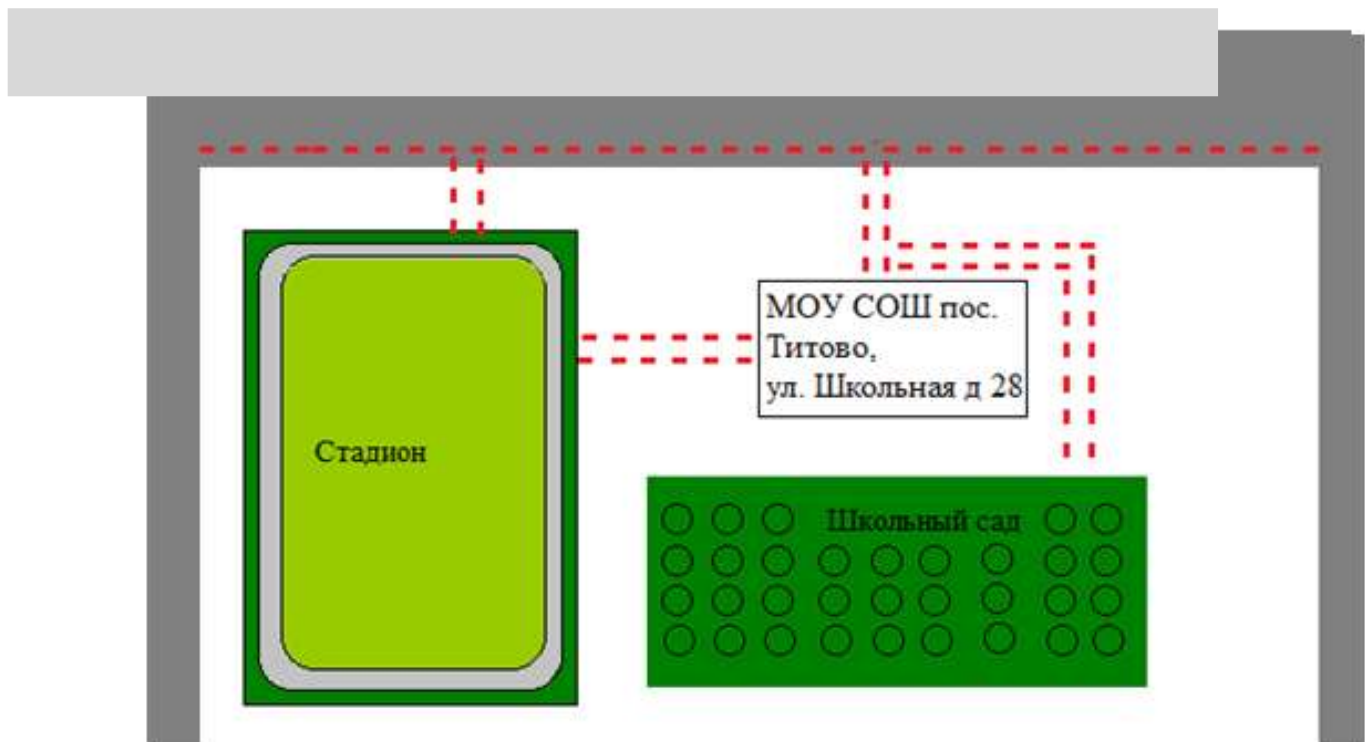 МОУ СОШ пос.
Титово,
ул. Школьная д 28
Стадион
Школьный сад